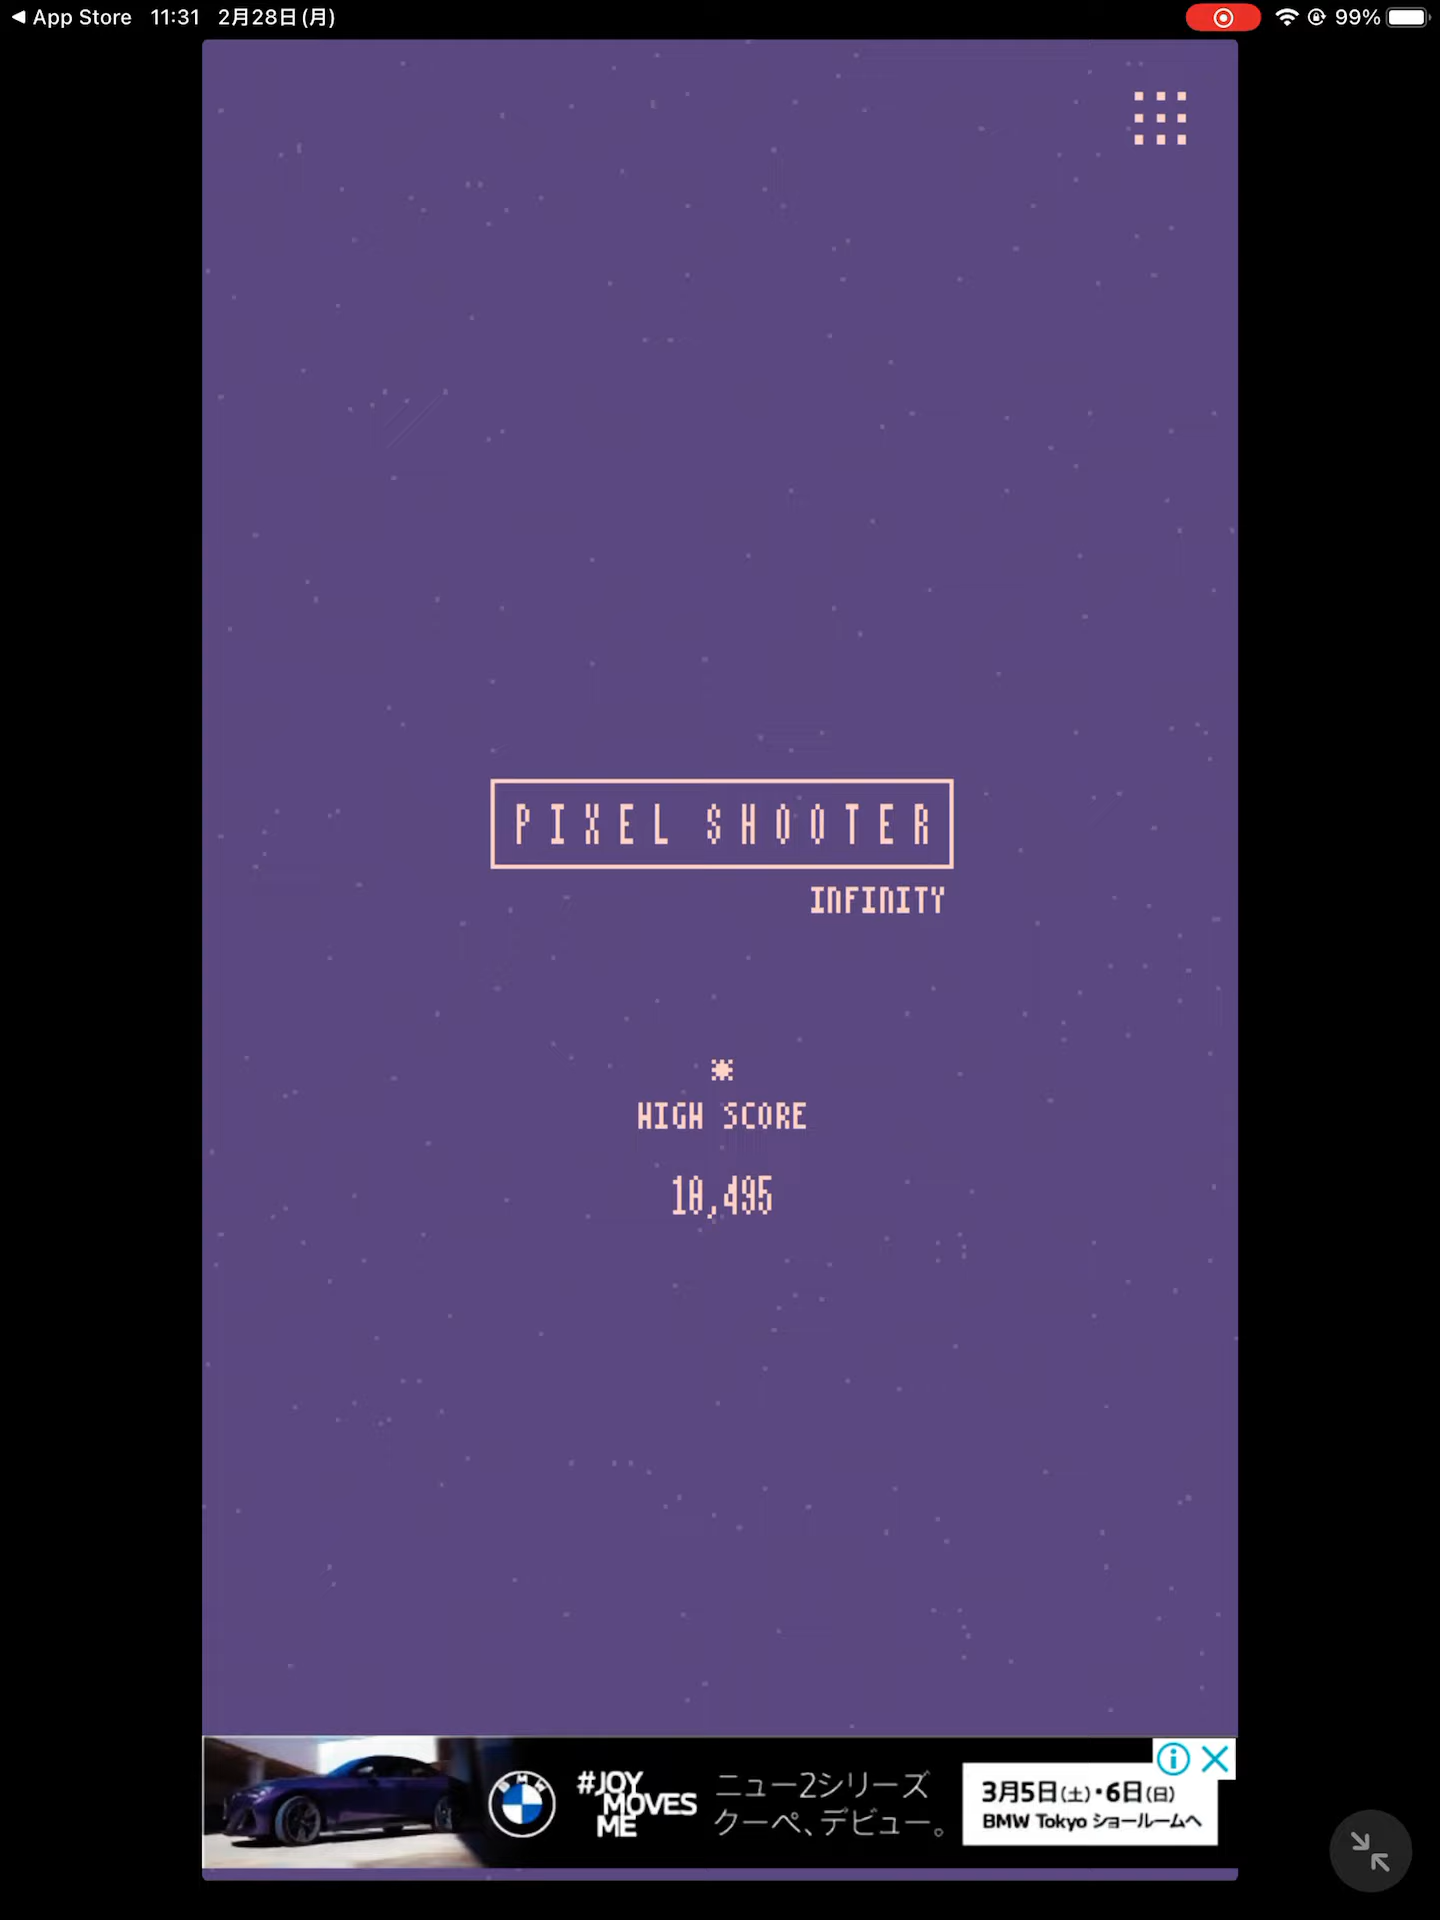 ◀ App Store 11:31 2月28日(月) 99%
PIXEL SHOOTER
INFINITY
HIGH SCORE
10,495
BMW
#JOY
MOVES
ME
ニュー2シリーズ
クーペ、デビュー。
3月5日(土)・6日(日)
BMW Tokyo ショールームへ